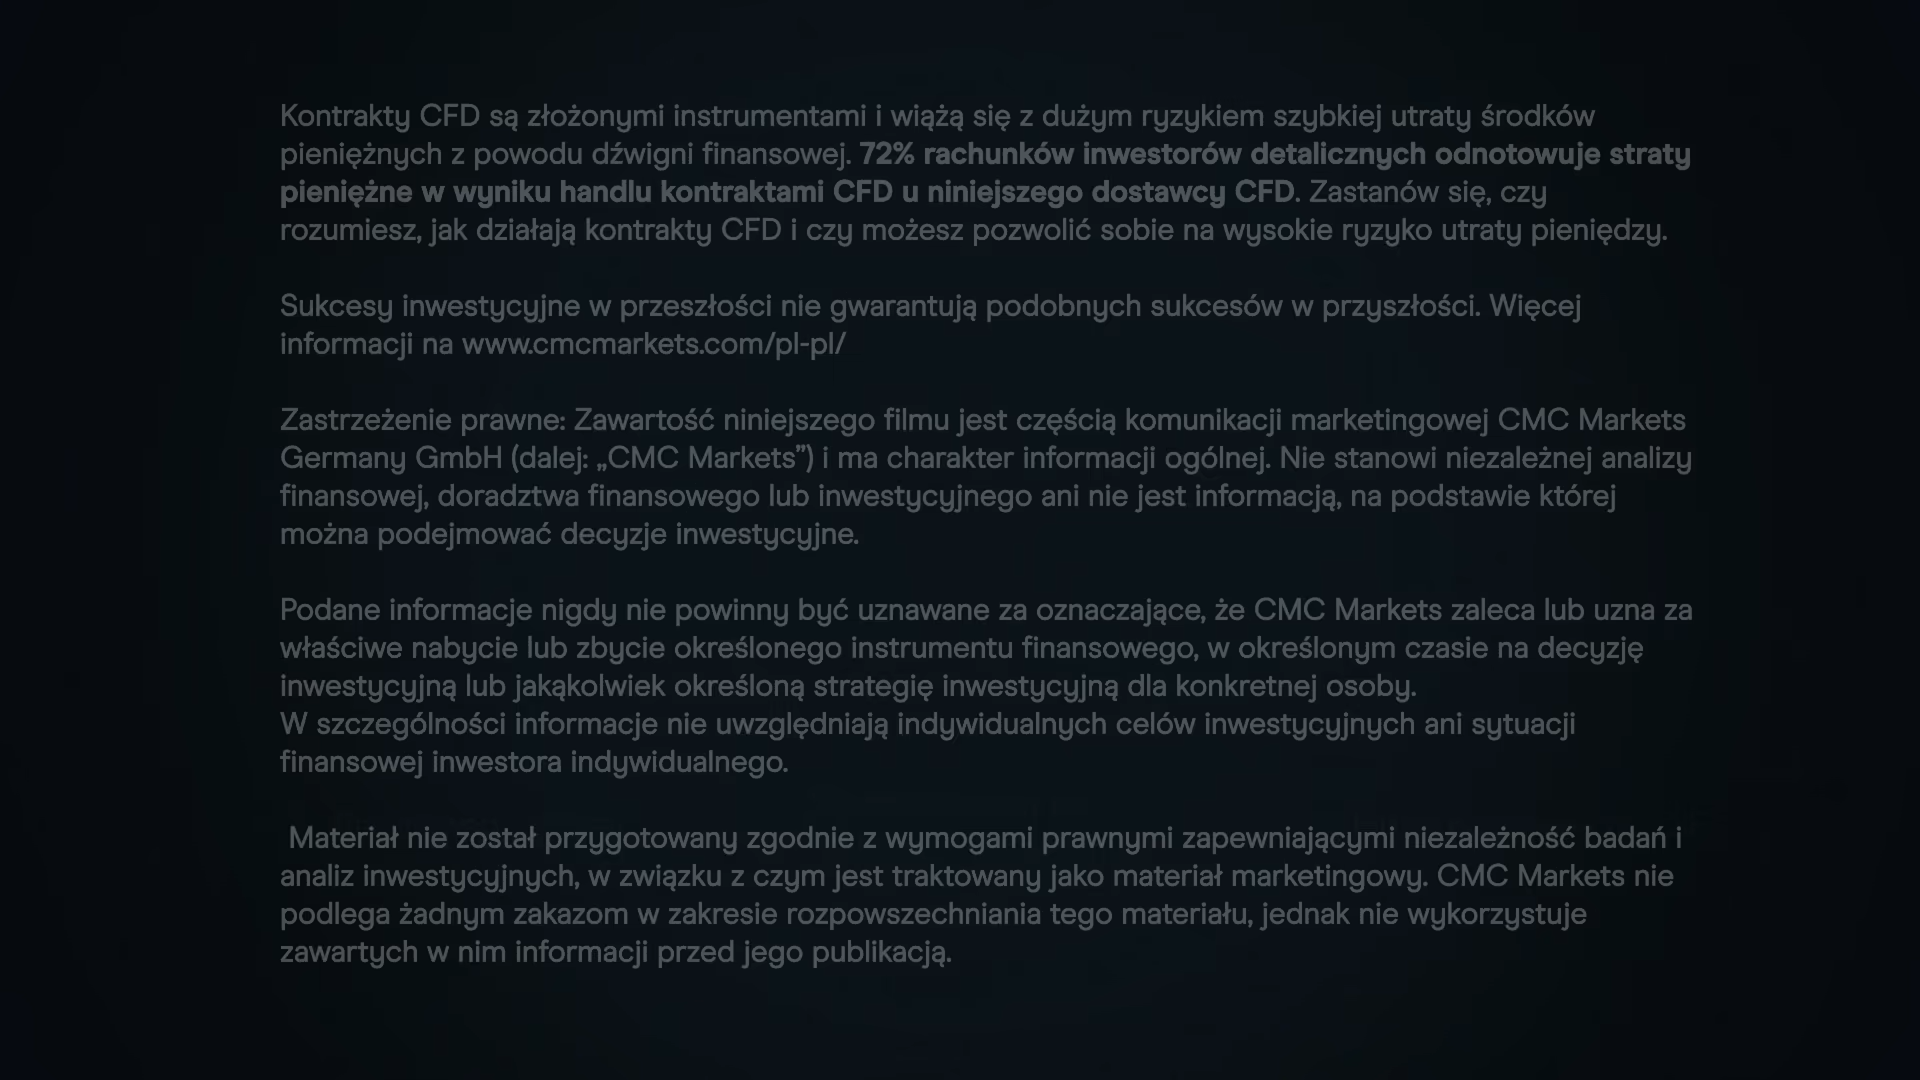 Kontrakty CFD są złożonymi instrumentami i wiążą się z dużym ryzykiem szybkiej utraty środków
pieniężnych z powodu dźwigni finansowej. 72% rachunków inwestorów detalicznych odnotowuje straty
pieniężne w wyniku handlu kontraktami CFD u niniejszego dostawcy CFD. Zastanów się, czy
rozumiesz, jak działają kontrakty CFD i czy możesz pozwolić sobie na wysokie ryzyko utraty pieniędzy.
Sukcesy inwestycyjne w przeszłości nie gwarantują podobnych sukcesów w przyszłości. Więcej
informacji na www.cmcmarkets.com/pl-pl/
Zastrzeżenie prawne: Zawartość niniejszego filmu jest częścią komunikacji marketingowej CMC Markets
Germany GmbH (dalej: „CMC Markets”) i ma charakter informacji ogólnej. Nie stanowi niezależnej analizy
finansowej, doradztwa finansowego lub inwestycyjnego ani nie jest informacją, na podstawie której
można podejmować decyzje inwestycyjne.
Podane informacje nigdy nie powinny być uznawane za oznaczające, że CMC Markets zaleca lub uzna za
właściwe nabycie lub zbycie określonego instrumentu finansowego, w określonym czasie na decyzję
inwestycyjną lub jakąkolwiek określoną strategię inwestycyjną dla konkretnej osoby.
W szczególności informacje nie uwzględniają indywidualnych celów inwestycyjnych ani sytuacji
finansowej inwestora indywidualnego.
Materiał nie został przygotowany zgodnie z wymogami prawnymi zapewniającymi niezależność badań i
analiz inwestycyjnych, w związku z czym jest traktowany jako materiał marketingowy. CMC Markets nie
podlega żadnym zakazom w zakresie rozpowszechniania tego materiału, jednak nie wykorzystuje
zawartych w nim informacji przed jego publikacją.